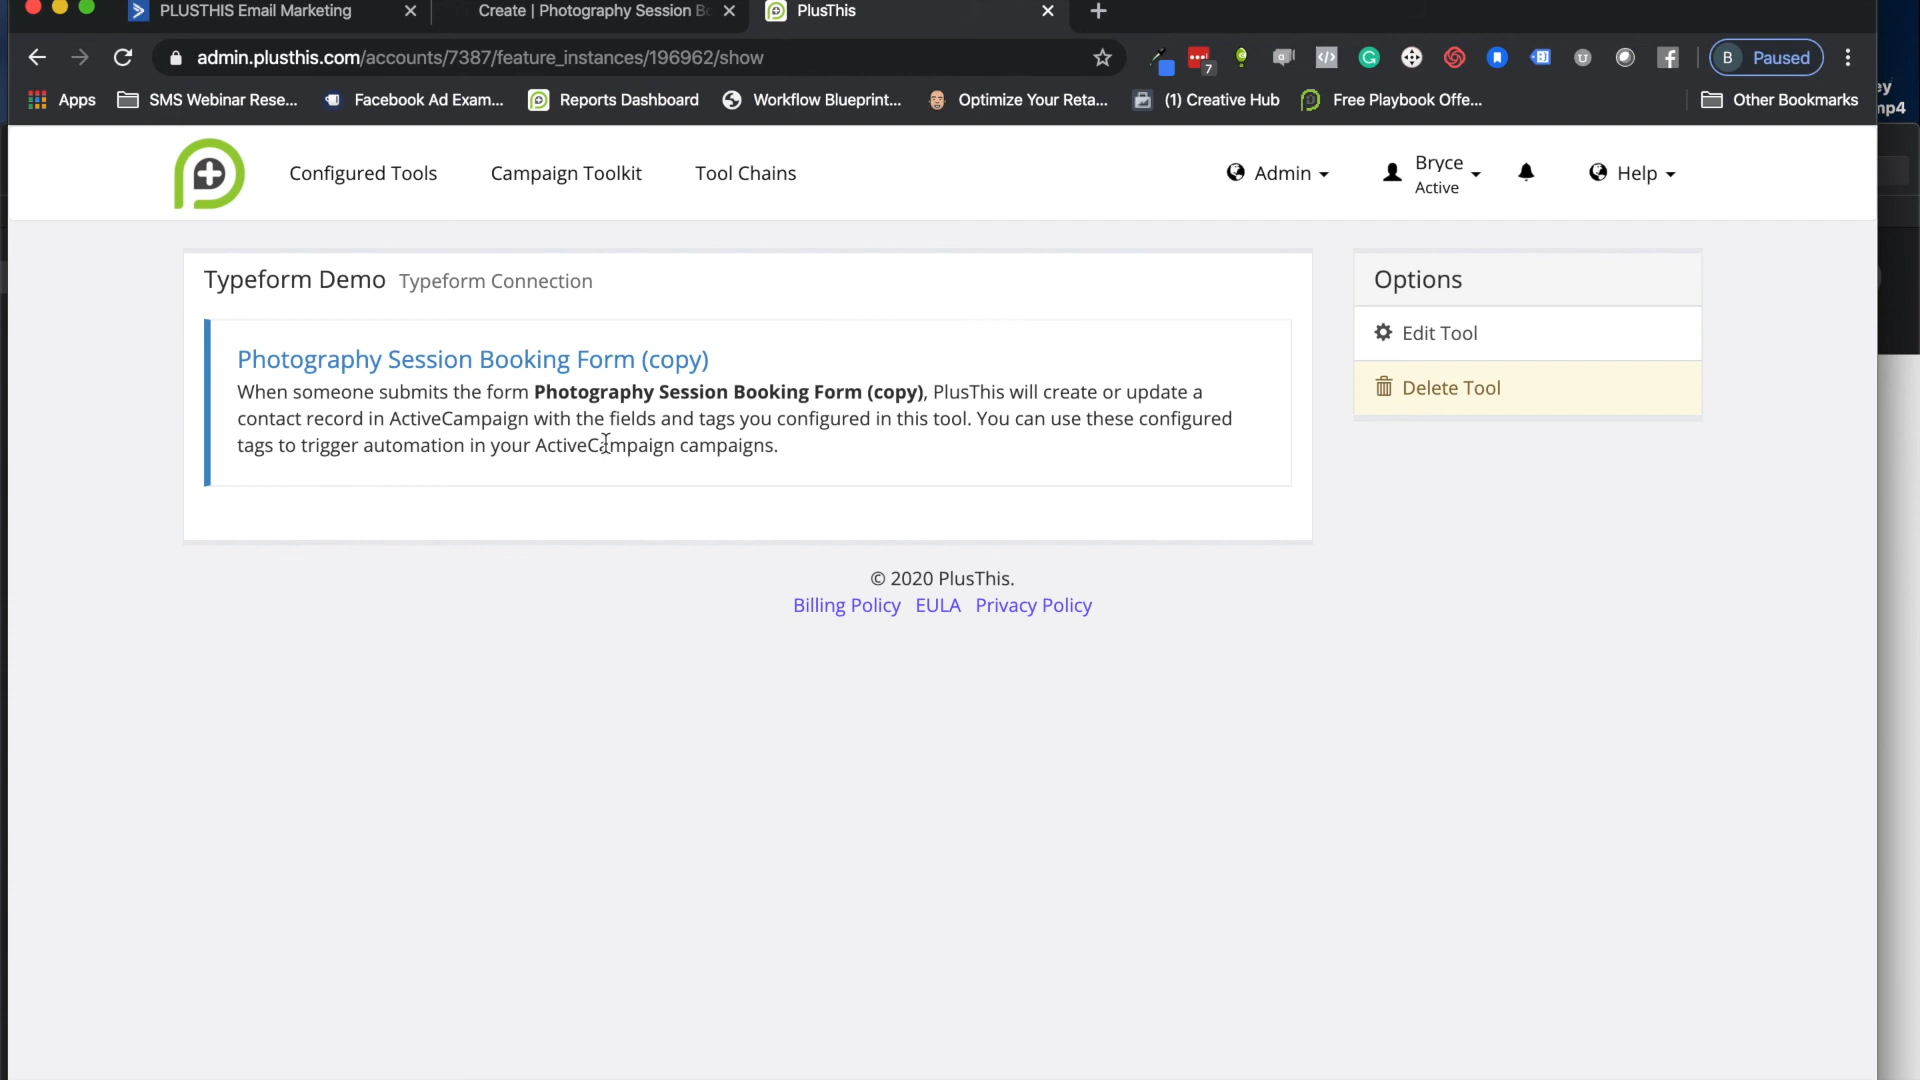 PLUSTHIS Email Marketing
Create | Photography Session B
PlusThis
admin.plusthis.com/accounts/7387/feature_instances/196962/show
7
B Paused
Apps
SMS Webinar Rese...
Facebook Ad Exam...
Reports Dashboard
Workflow Blueprint...
Optimize Your Reta...
(1) Creative Hub
Free Playbook Offe...
Other Bookmarks
ey
mp4
Configured Tools
Campaign Toolkit
Tool Chains
Admin
Bryce
Active
Help
Typeform Demo Typeform Connection
Photography Session Booking Form (copy)
When someone submits the form Photography Session Booking Form (copy), PlusThis will create or update a
contact record in ActiveCampaign with the fields and tags you configured in this tool. You can use these configured
tags to trigger automation in your ActiveCampaign campaigns.
Options
Edit Tool
Delete Tool
© 2020 PlusThis.
Billing Policy EULA Privacy Policy